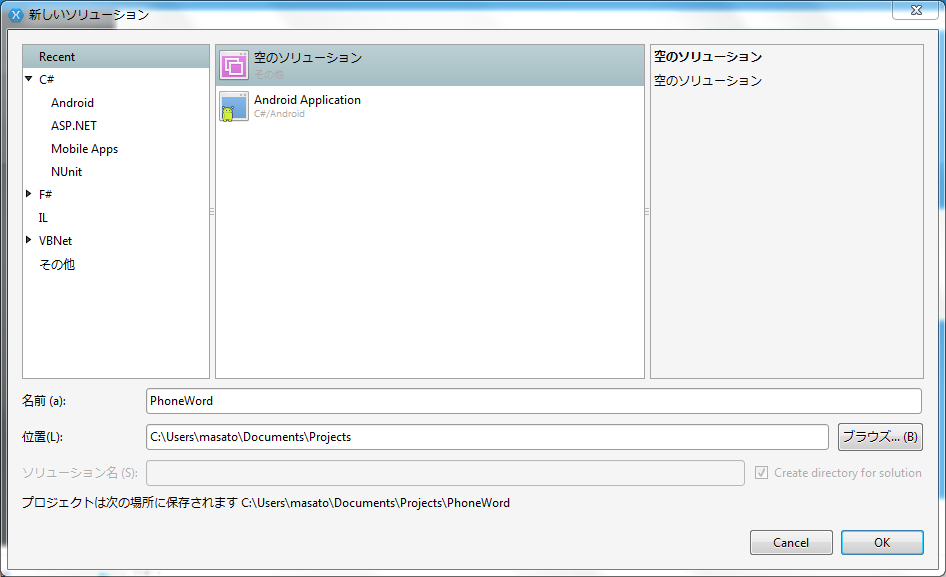 新しいソリューション
Recent
C#
Android
ASP.NET
Mobile Apps
NUnit
F#
IL
VBNet
その他
空のソリューション
その他
Android Application
C#/Android
空のソリューション
空のソリューション
名前 (a):
PhoneWord
位置(L):
C:\Users\masato\Documents\Projects
ブラウズ... (B)
ソリューション名 (S):
Create directory for solution
プロジェクトは次の場所に保存されます C:\Users\masato\Documents\Projects\PhoneWord
Cancel
OK